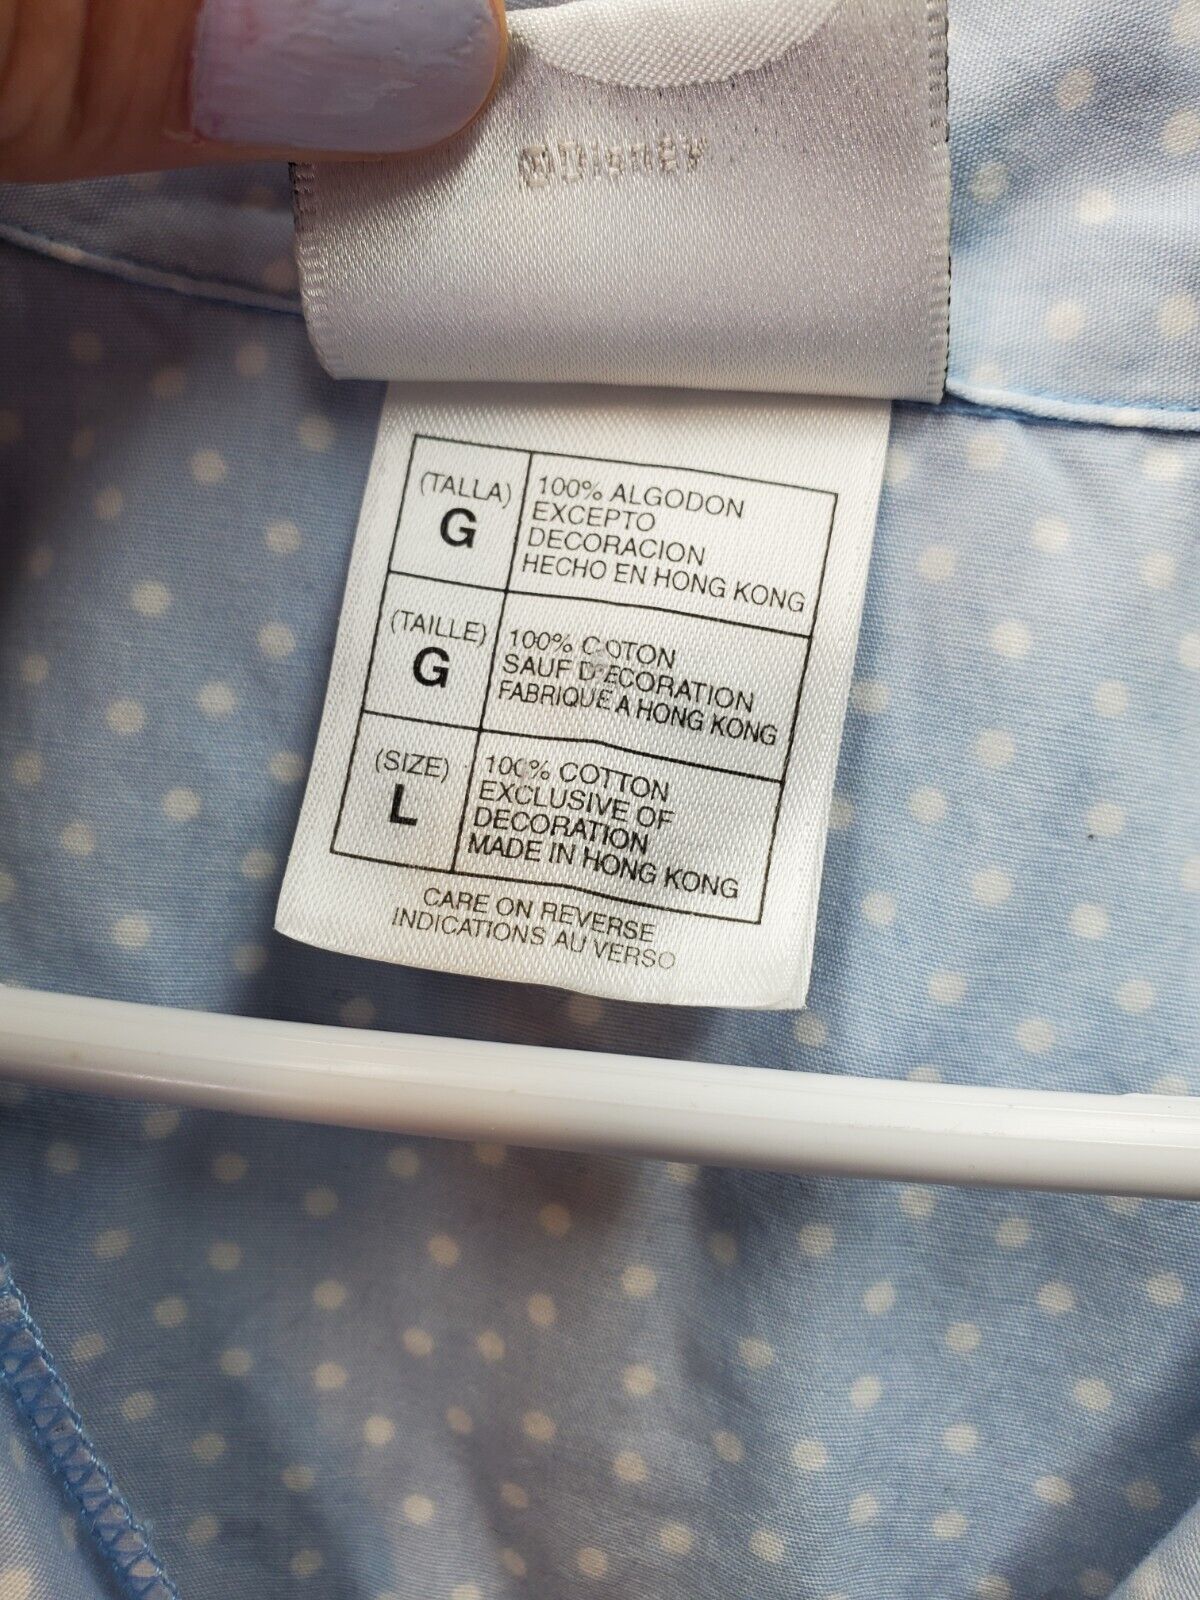 ©Disney
(TALLA)
G
100% ALGODON
EXCEPTO
DECORACION
HECHO EN HONG KONG
(TAILLE)
G
100% COTON
SAUF D'ECORATION
FABRIQUE A HONG KONG
(SIZE)
L
100% COTTON
EXCLUSIVE OF
DECORATION
MADE IN HONG KONG
CARE ON REVERSE
INDICATIONS AU VERSO